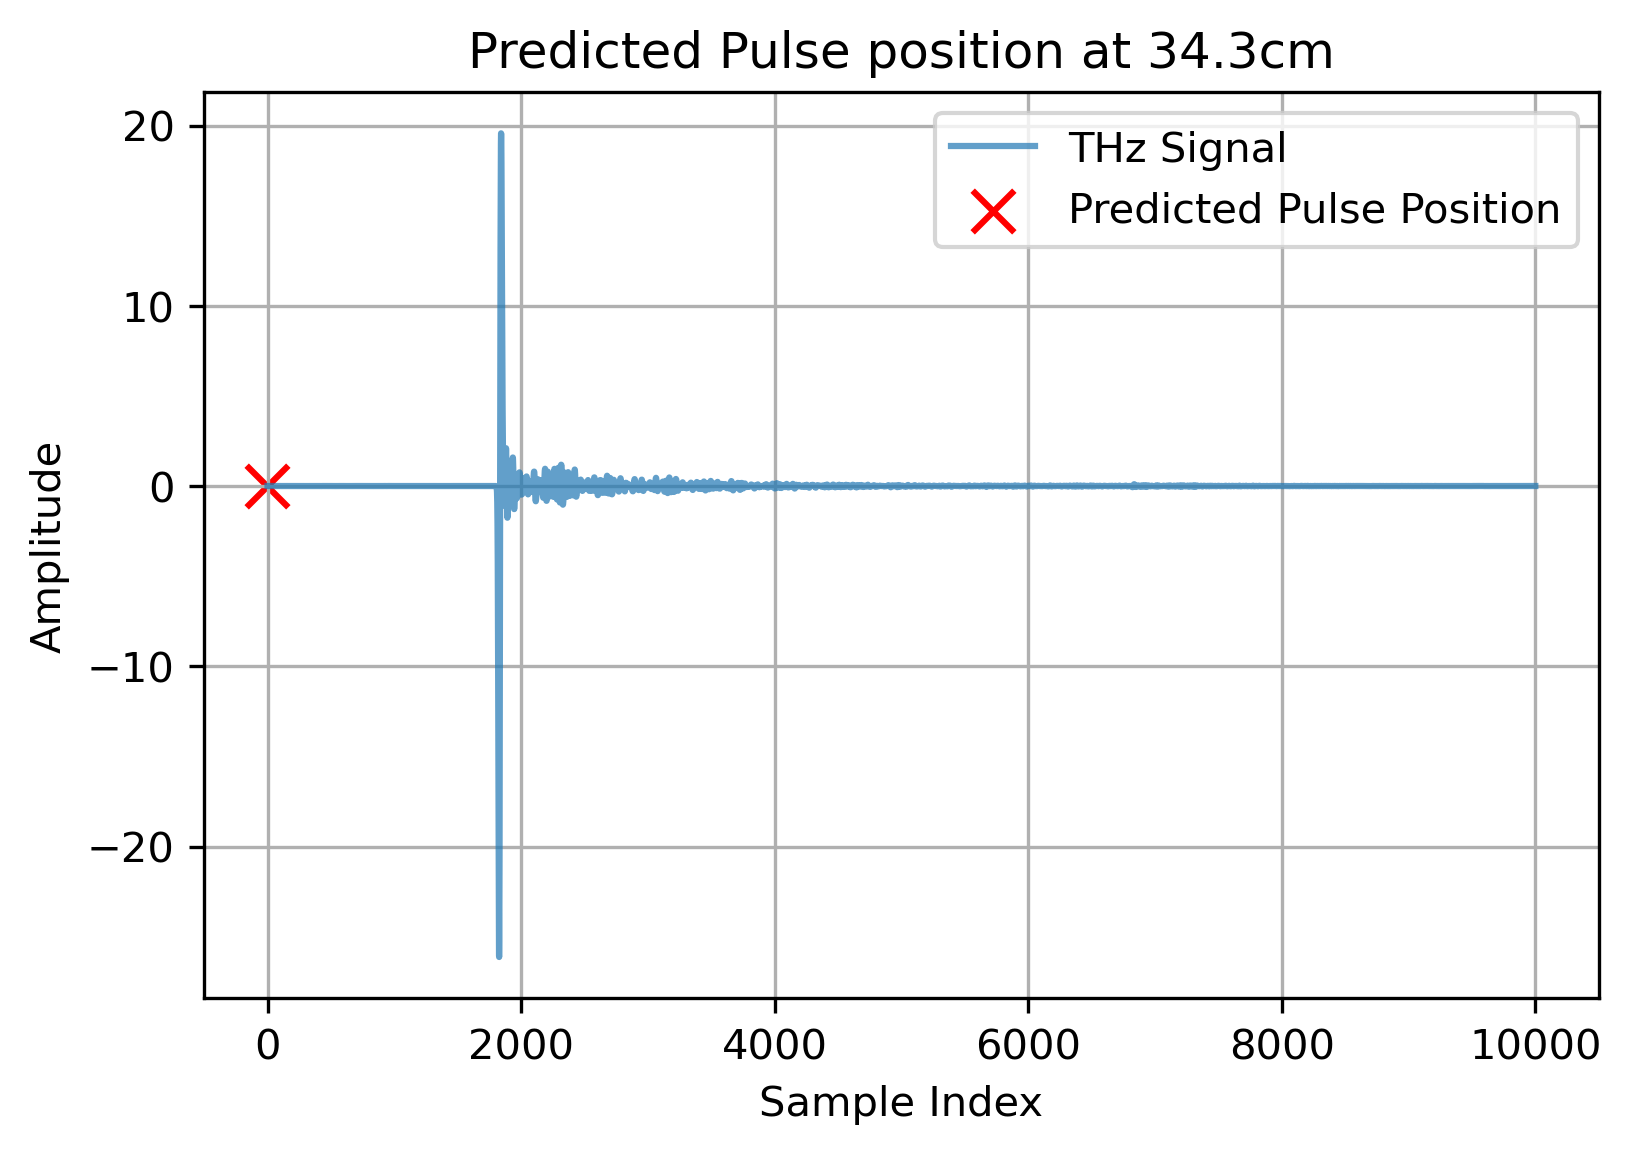 Predicted Pulse position at 34.3cm
THz Signal
Predicted Pulse Position
20
10
0
−10
−20
Amplitude
0 2000 4000 6000 8000 10000
Sample Index